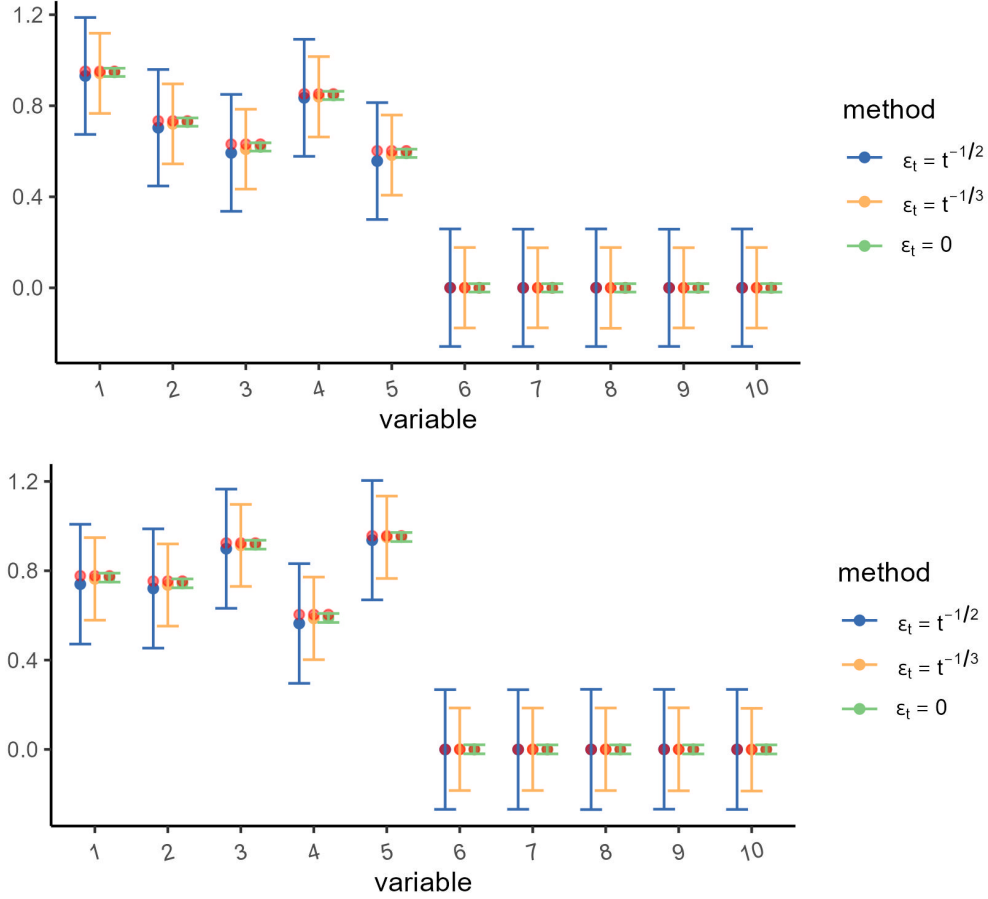 1.2
0.8
0.4
0.0
1 2 3 4 5 6 7 8 9 10
variable
method
εt = t−1/2
εt = t−1/3
εt = 0
1.2
0.8
0.4
0.0
1 2 3 4 5 6 7 8 9 10
variable
method
εt = t−1/2
εt = t−1/3
εt = 0